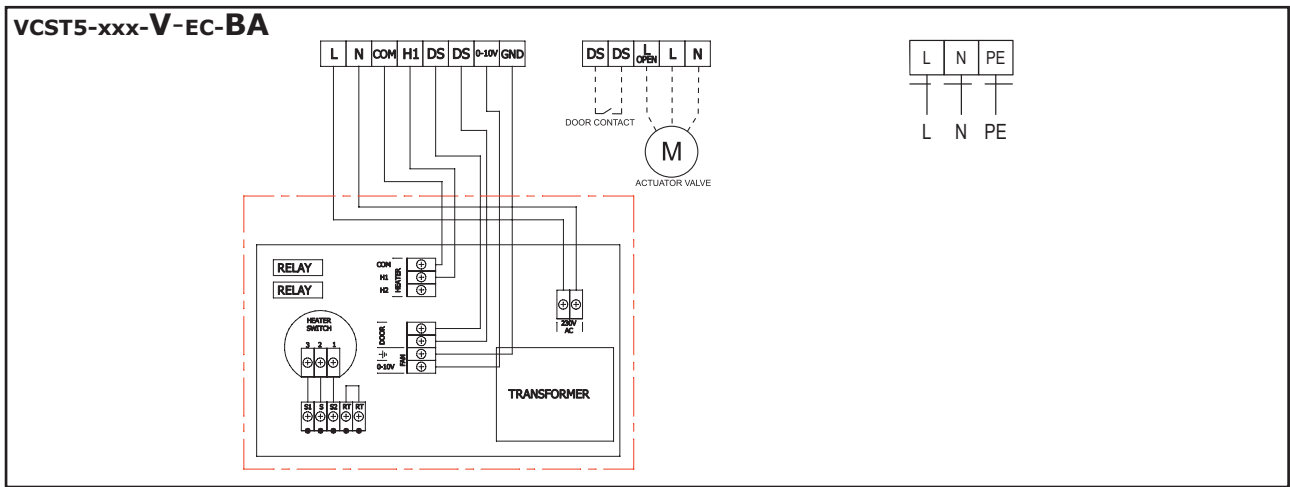 VCST5-xxx-V-EC-BA
L N COM H1 DS DS 0-10V GND
DS DS L OPEN L N
L N PE
DOOR CONTACT
L N PE
M
ACTUATOR VALVE
RELAY
RELAY
COM
H1
H2
HEATER
HEATER
SWITCH
3 2 1
DOOR
FAN
0-10V
230V
AC
TRANSFORMER
S1 S S2 RT RT